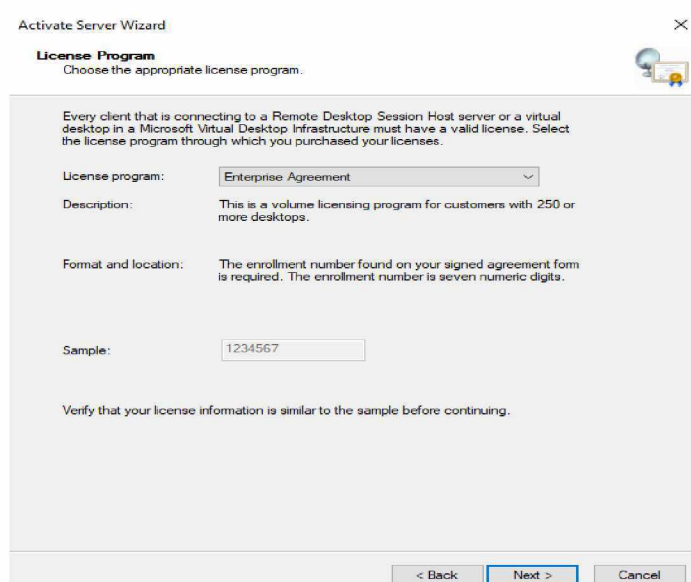 Activate Server Wizard
License Program
Choose the appropriate license program.
Every client that is connecting to a Remote Desktop Session Host server or a virtual
desktop in a Microsoft Virtual Desktop Infrastructure must have a valid license. Select
the license program through which you purchased your licenses.
License program: Enterprise Agreement
Description: This is a volume licensing program for customers with 250 or
more desktops.
Format and location: The enrollment number found on your signed agreement form
is required. The enrollment number is seven numeric digits.
Sample: 1234567
Verify that your license information is similar to the sample before continuing.
< Back Next > Cancel